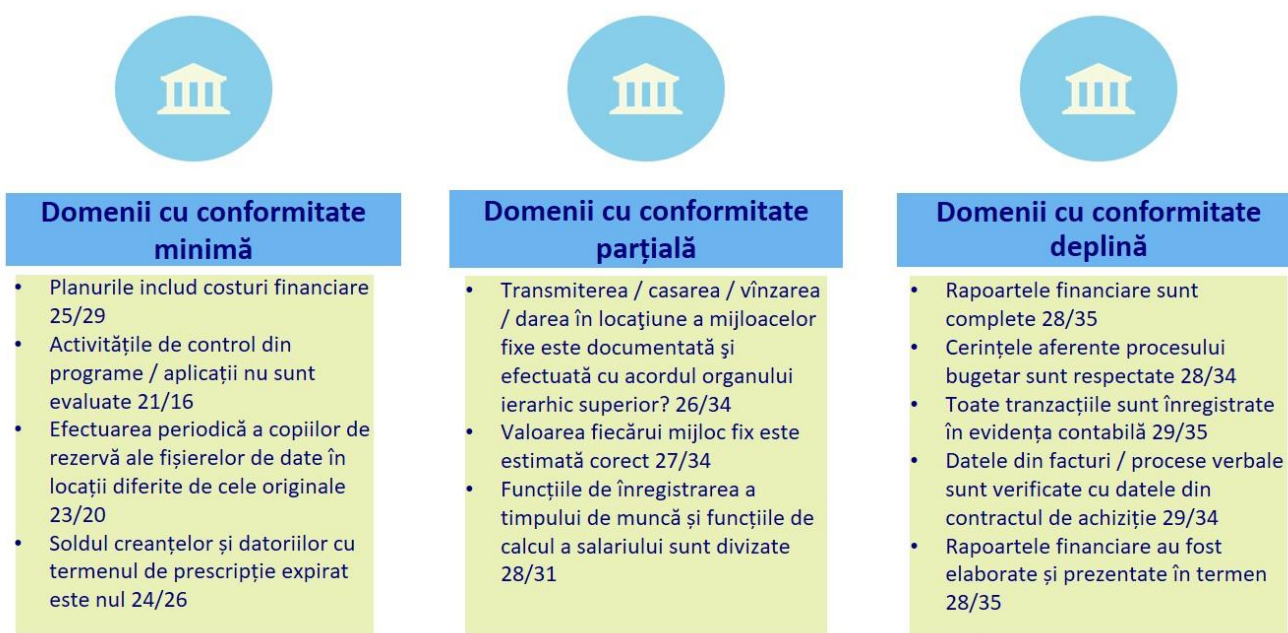 Domenii cu conformitate
minimă
• Planurile includ costuri financiare
25/29
• Activitățile de control din
programe / aplicații nu sunt
evaluate 21/16
• Efectuarea periodică a copiilor de
rezervă ale fișierelor de date în
locații diferite de cele originale
23/20
• Soldul creanțelor și datoriilor cu
termenul de prescripție expirat
este nul 24/26
Domenii cu conformitate
parțială
• Transmiterea / casarea / vînzarea
/ darea în locaţiune a mijloacelor
fixe este documentată şi
efectuată cu acordul organului
ierarhic superior? 26/34
• Valoarea fiecărui mijloc fix este
estimată corect 27/34
• Funcțiile de înregistrarea a
timpului de muncă și funcțiile de
calcul a salariului sunt divizate
28/31
Domenii cu conformitate
deplină
• Rapoartele financiare sunt
complete 28/35
• Cerințele aferente procesului
bugetar sunt respectate 28/34
• Toate tranzacțiile sunt înregistrate
în evidența contabilă 29/35
• Datele din facturi / procese verbale
sunt verificate cu datele din
contractul de achiziție 29/34
• Rapoartele financiare au fost
elaborate și prezentate în termen
28/35